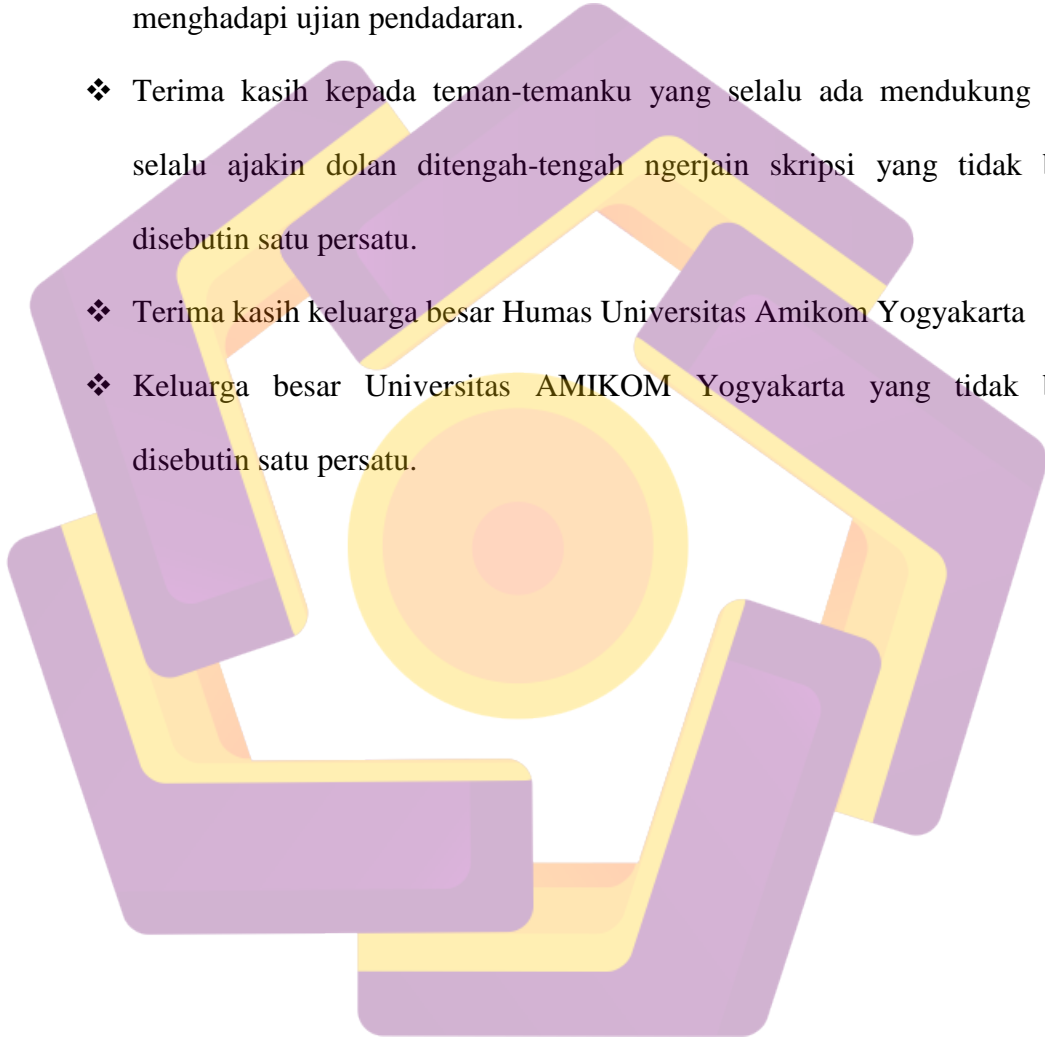 menghadapi ujian pendadaran.
❖ Terima kasih kepada teman-temanku yang selalu ada mendukung
selalu ajakin dolan ditengah-tengah ngerjain skripsi yang tidak
disebutin satu persatu.
❖ Terima kasih keluarga besar Humas Universitas Amikom Yogyakarta
❖ Keluarga besar Universitas AMIKOM Yogyakarta yang tidak
disebutin satu persatu.